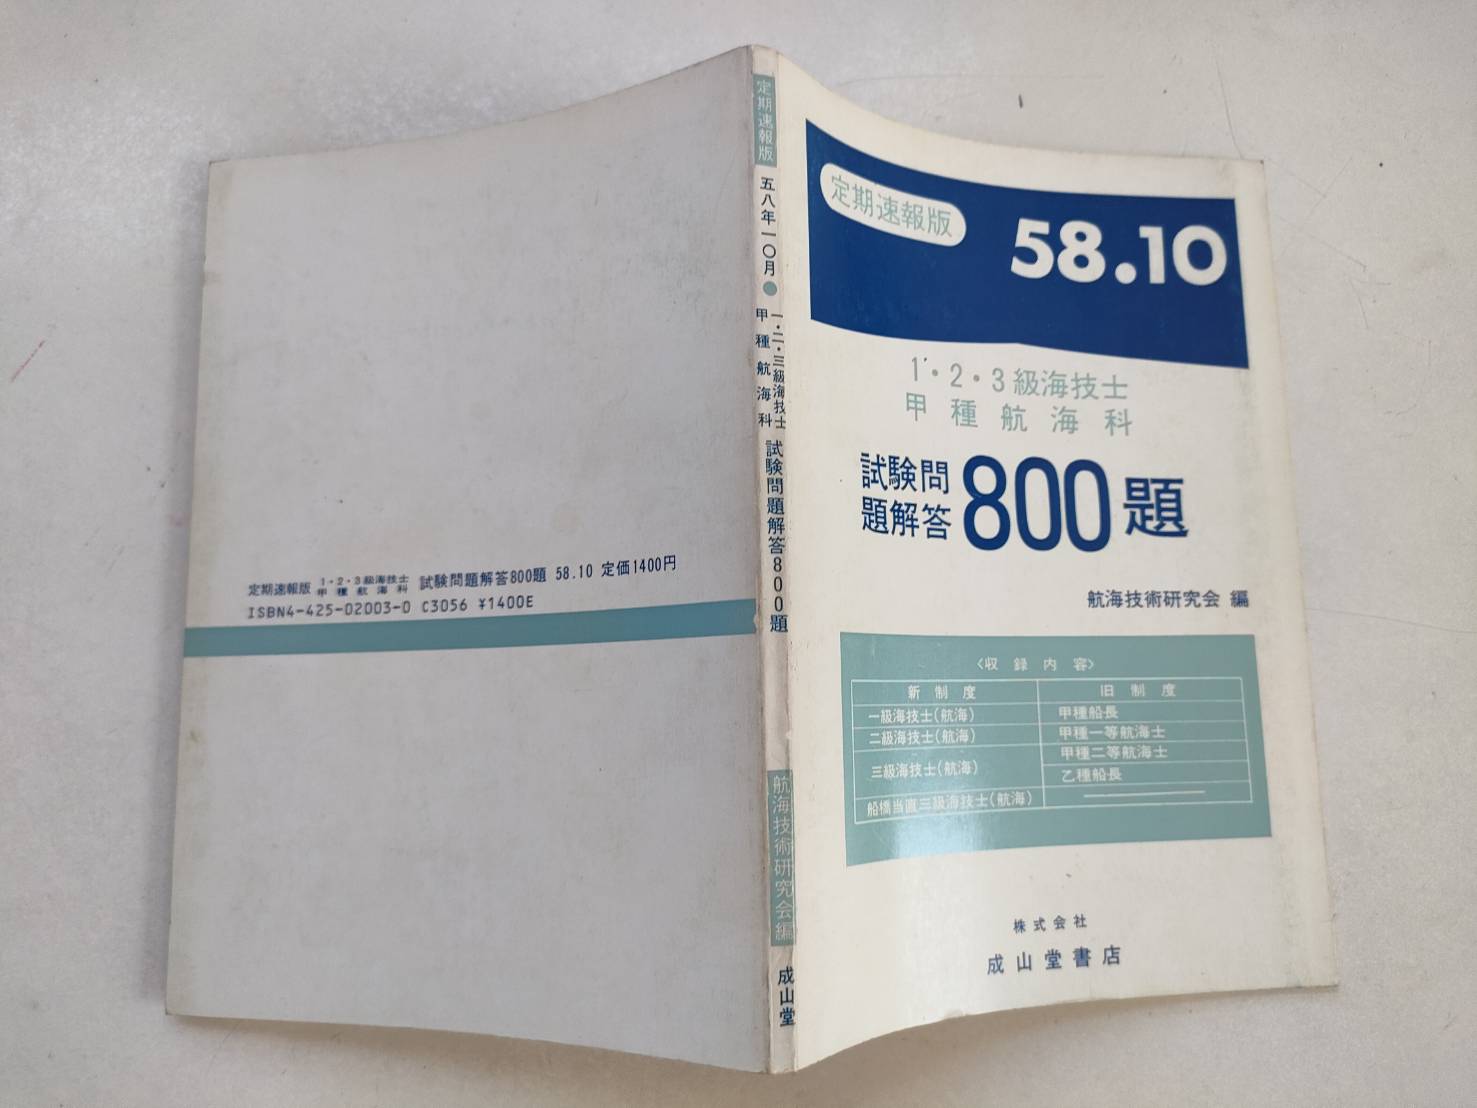 定期速報版
58.10
1・2・3級海技士
甲種航海科
試験問
題解答
800題
航海技術研究会 編
〈収録内容〉
新制度 旧制度
一級海技士(航海) 甲種船長
二級海技士(航海) 甲種一等航海士
三級海技士(航海) 甲種二等航海士
乙種船長
船橋当直三級海技士(航海)
株式会社
成山堂書店
定期速報版
五八年一〇月●
一・二・三級海技士
甲種航海科
試験問題解答800題
航海技術研究会編
成山堂
定期速報版 1・2・3級海技士 甲種航海科 試験問題解答800題 58.10 定価1400円
ISBN4-425-02003-0 C3056 ¥1400E